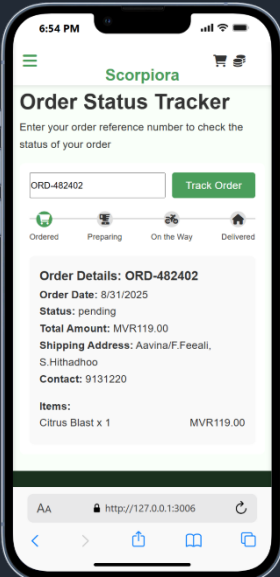 6:54 PM
Scorpiora
Order Status Tracker
Enter your order reference number to check the
status of your order
ORD-482402
Track Order
Ordered
Preparing
On the Way
Delivered
Order Details: ORD-482402
Order Date: 8/31/2025
Status: pending
Total Amount: MVR119.00
Shipping Address: Aavina/F.Feeali,
S.Hithadhoo
Contact: 9131220
Items:
Citrus Blast x 1 MVR119.00
AA
http://127.0.0.1:3006